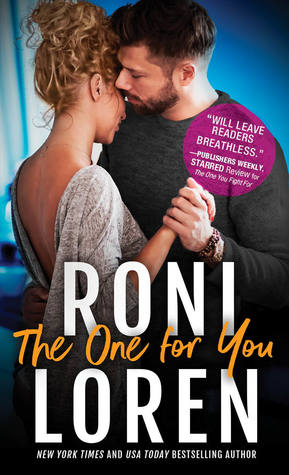 "WILL LEAVE
READERS
BREATHLESS."
—PUBLISHERS WEEKLY,
STARRED Review for
The One You Fight For
RONI
The One for You
LOREN
NEW YORK TIMES AND USA TODAY BESTSELLING AUTHOR